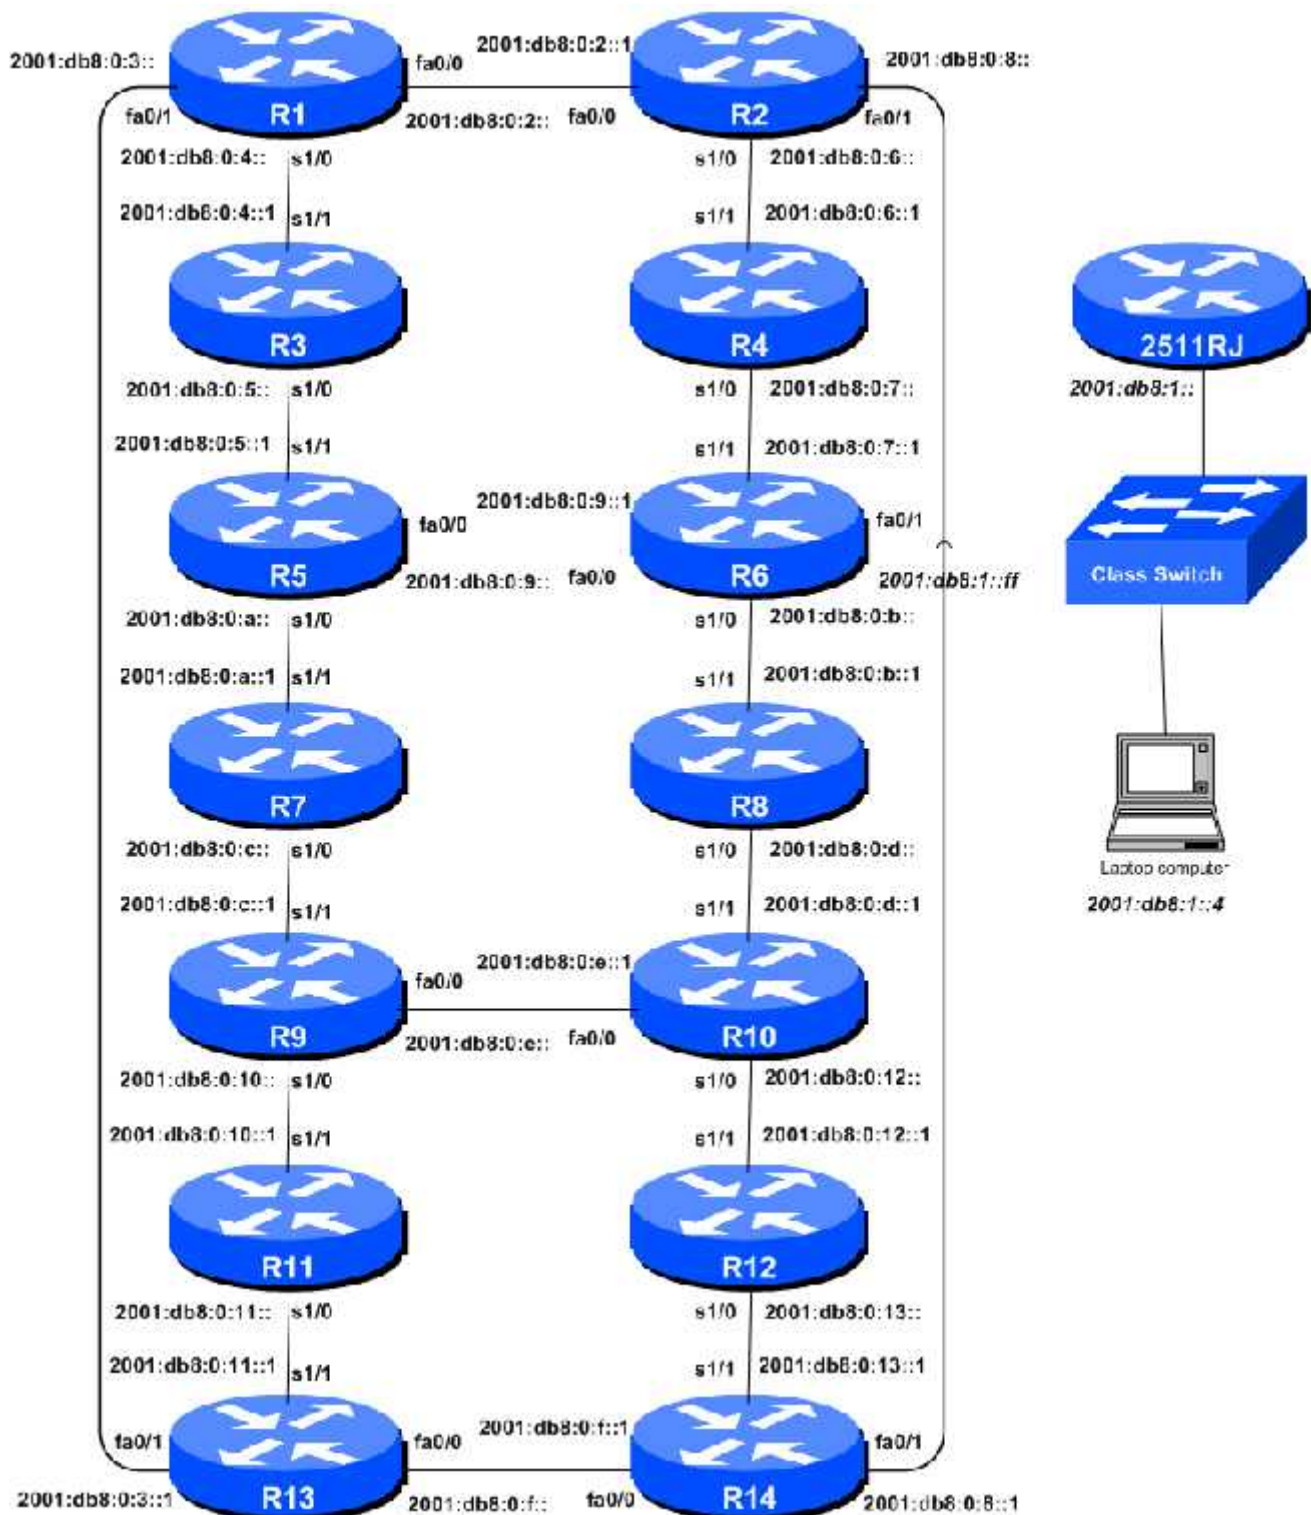 2001:db8:0:3::
fa0/0
2001:db8:0:2::1
2001:db8:0:8::
fa0/1
R1
2001:db8:0:2::
fa0/0
R2
fa0/1
2001:db8:0:4::
s1/0
s1/0
2001:db8:0:6::
2001:db8:0:4::1
s1/1
s1/1
2001:db8:0:6::1
R3
R4
2511RJ
2001:db8:0:5::
s1/0
s1/0
2001:db8:0:7::
2001:db8:1::
2001:db8:0:5::1
s1/1
s1/1
2001:db8:0:7::1
fa0/0
2001:db8:0:9::1
fa0/1
R5
2001:db8:0:9::
fa0/0
R6
2001:db8:1::ff
Class Switch
2001:db8:0:a::
s1/0
s1/0
2001:db8:0:b::
2001:db8:0:a::1
s1/1
s1/1
2001:db8:0:b::1
R7
R8
2001:db8:0:c::
s1/0
s1/0
2001:db8:0:d::
Laptop computer
2001:db8:0:c::1
s1/1
s1/1
2001:db8:0:d::1
2001:db8:1::4
fa0/0
2001:db8:0:e::1
R9
2001:db8:0:e::
fa0/0
R10
2001:db8:0:10::
s1/0
s1/0
2001:db8:0:12::
2001:db8:0:10::1
s1/1
s1/1
2001:db8:0:12::1
R11
R12
2001:db8:0:11::
s1/0
s1/0
2001:db8:0:13::
2001:db8:0:11::1
s1/1
s1/1
2001:db8:0:13::1
fa0/1
fa0/0
2001:db8:0:f::1
fa0/1
2001:db8:0:3::1
R13
2001:db8:0:f::
fa0/0
R14
2001:db8:0:8::1